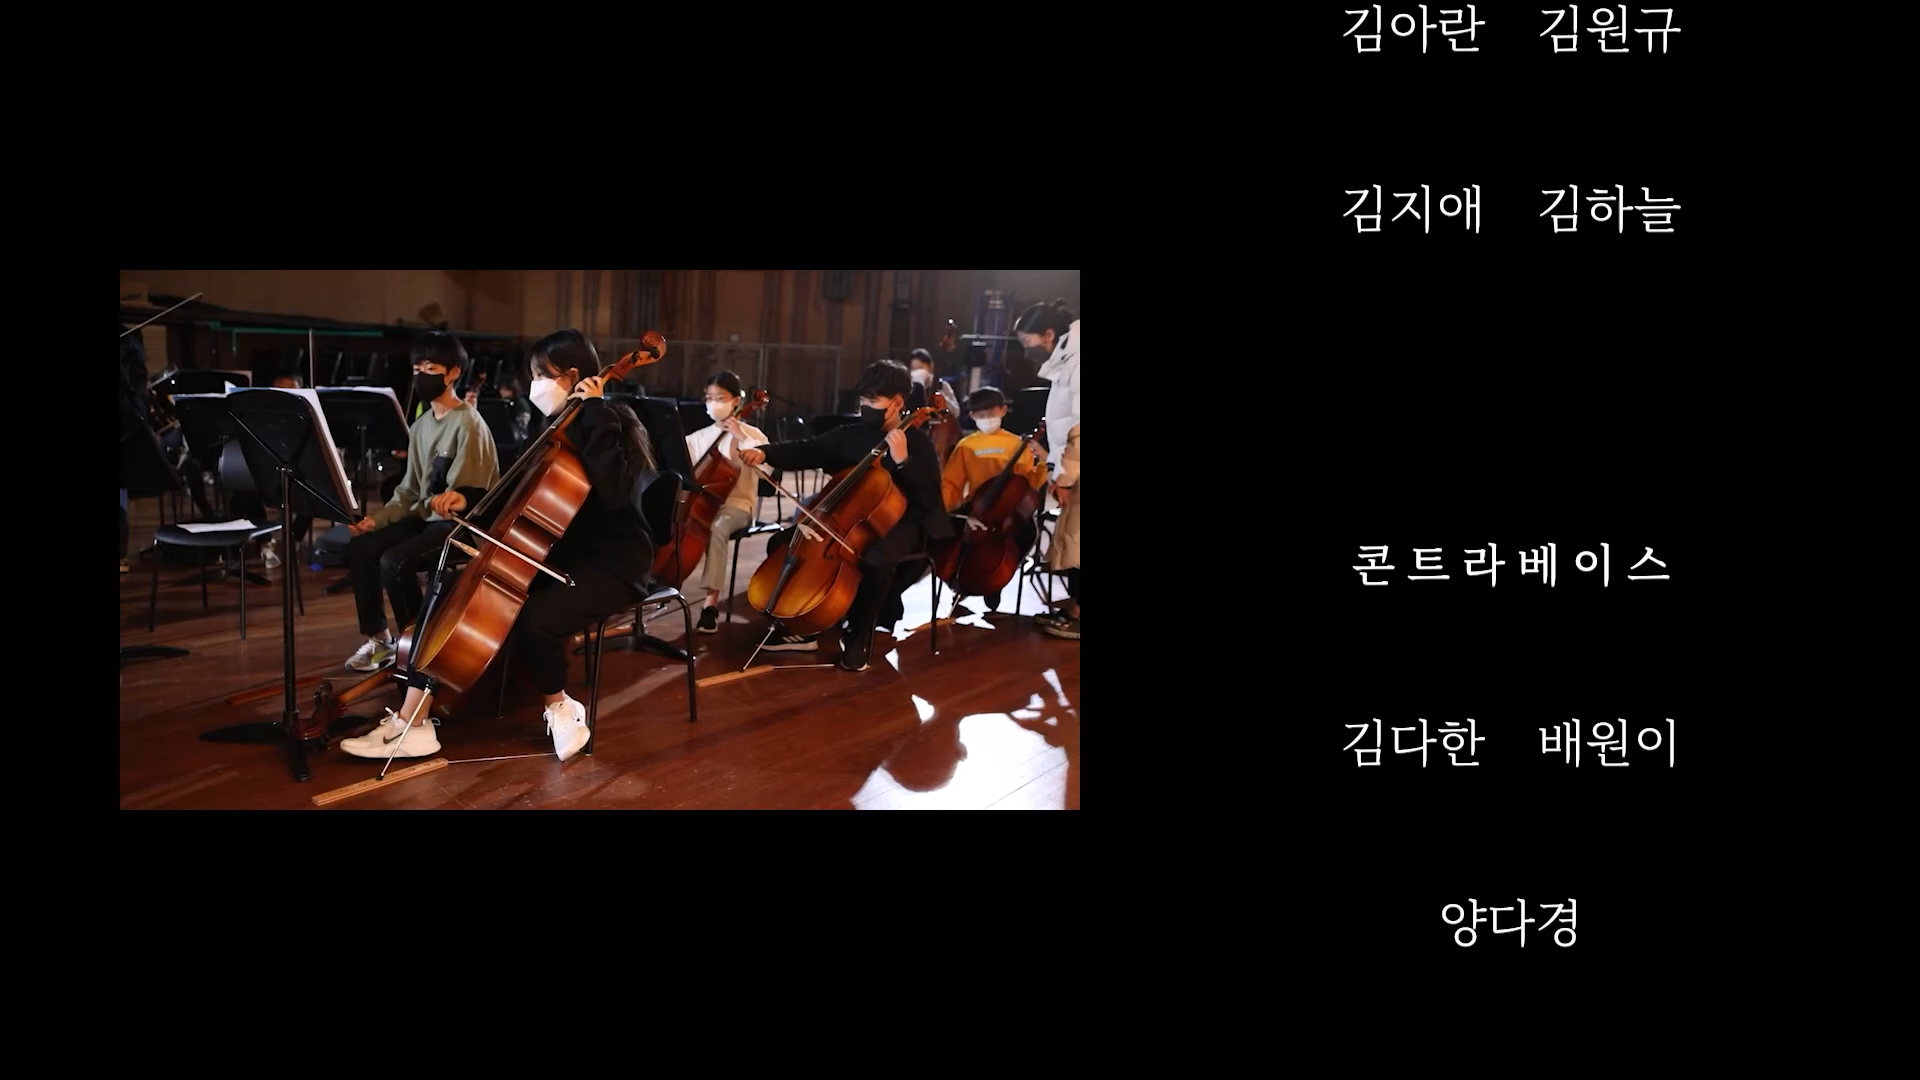 김아란 김원규
김지애 김하늘
콘트라베이스
김다한 배원이
양다경